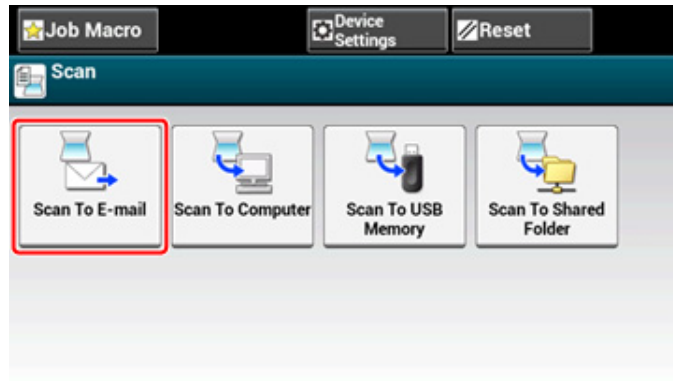 Job Macro
Device
Settings
Reset
Scan
Scan To E-mail
Scan To Computer
Scan To USB
Memory
Scan To Shared
Folder